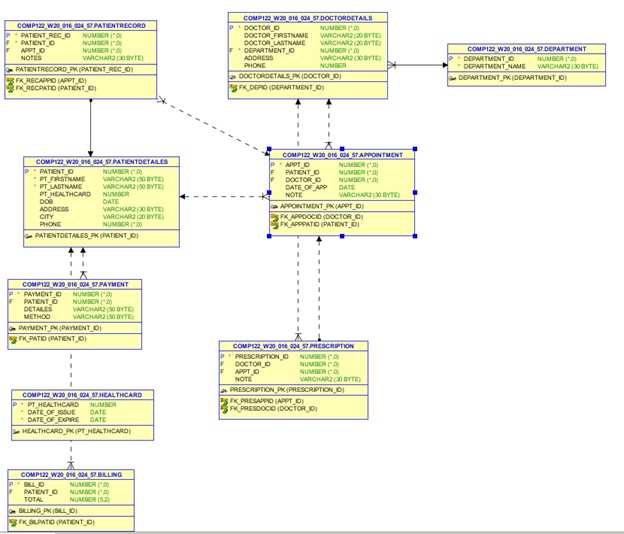 COMP122_W20_016_024_57.PATIENTRECORD
P * PATIENT_REC_ID NUMBER (*,0)
F * PATIENT_ID NUMBER (*,0)
F APPT_ID NUMBER (*,0)
NOTES VARCHAR2 (30 BYTE)
PATIENTRECORD_PK (PATIENT_REC_ID)
FK_RECAPPID (APPT_ID)
FK_RECPATID (PATIENT_ID)
COMP122_W20_016_024_57.DOCTORDETAILS
P * DOCTOR_ID NUMBER (*,0)
DOCTOR_FIRSTNAME VARCHAR2 (20 BYTE)
DOCTOR_LASTNAME VARCHAR2 (20 BYTE)
F * DEPARTMENT_ID NUMBER (*,0)
ADDRESS VARCHAR2 (30 BYTE)
PHONE NUMBER
DOCTORDETAILS_PK (DOCTOR_ID)
FK_DEPID (DEPARTMENT_ID)
COMP122_W20_016_024_57.DEPARTMENT
P * DEPARTMENT_ID NUMBER (*,0)
* DEPARTMENT_NAME VARCHAR2 (30 BYTE)
DEPARTMENT_PK (DEPARTMENT_ID)
COMP122_W20_016_024_57.PATIENTDETAILES
P * PATIENT_ID NUMBER (*,0)
* PT_FIRSTNAME VARCHAR2 (50 BYTE)
* PT_LASTNAME VARCHAR2 (50 BYTE)
PT_HEALTHCARD NUMBER
DOB DATE
ADDRESS VARCHAR2 (30 BYTE)
CITY VARCHAR2 (20 BYTE)
PHONE NUMBER (*,0)
PATIENTDETAILES_PK (PATIENT_ID)
COMP122_W20_016_024_57.APPOINTMENT
P * APPT_ID NUMBER (*,0)
F PATIENT_ID NUMBER (*,0)
F DOCTOR_ID NUMBER (*,0)
DATE_OF_APP DATE
NOTE VARCHAR2 (30 BYTE)
APPOINTMENT_PK (APPT_ID)
FK_APPDOCID (DOCTOR_ID)
FK_APPPATID (PATIENT_ID)
COMP122_W20_016_024_57.PAYMENT
P * PAYMENT_ID NUMBER (*,0)
F PATIENT_ID NUMBER (*,0)
DETAILES VARCHAR2 (50 BYTE)
METHOD VARCHAR2 (50 BYTE)
PAYMENT_PK (PAYMENT_ID)
FK_PATID (PATIENT_ID)
COMP122_W20_016_024_57.PRESCRIPTION
P * PRESCRIPTION_ID NUMBER (*,0)
F DOCTOR_ID NUMBER (*,0)
F APPT_ID NUMBER (*,0)
NOTE VARCHAR2 (30 BYTE)
PRESCRIPTION_PK (PRESCRIPTION_ID)
FK_PRESAPPID (APPT_ID)
FK_PRESDOCID (DOCTOR_ID)
COMP122_W20_016_024_57.HEALTHCARD
P * PT_HEALTHCARD NUMBER
* DATE_OF_ISSUE DATE
* DATE_OF_EXPIRE DATE
HEALTHCARD_PK (PT_HEALTHCARD)
COMP122_W20_016_024_57.BILLING
P * BILL_ID NUMBER (*,0)
F PATIENT_ID NUMBER (*,0)
TOTAL NUMBER (5,2)
BILLING_PK (BILL_ID)
FK_BILPATID (PATIENT_ID)